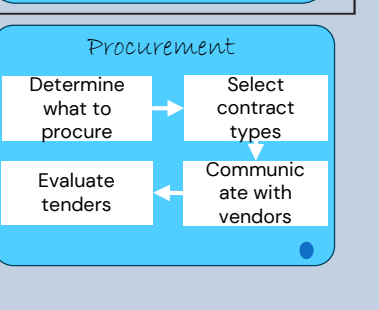 Procurement
Determine
what to
procure
Select
contract
types
Communic
ate with
vendors
Evaluate
tenders